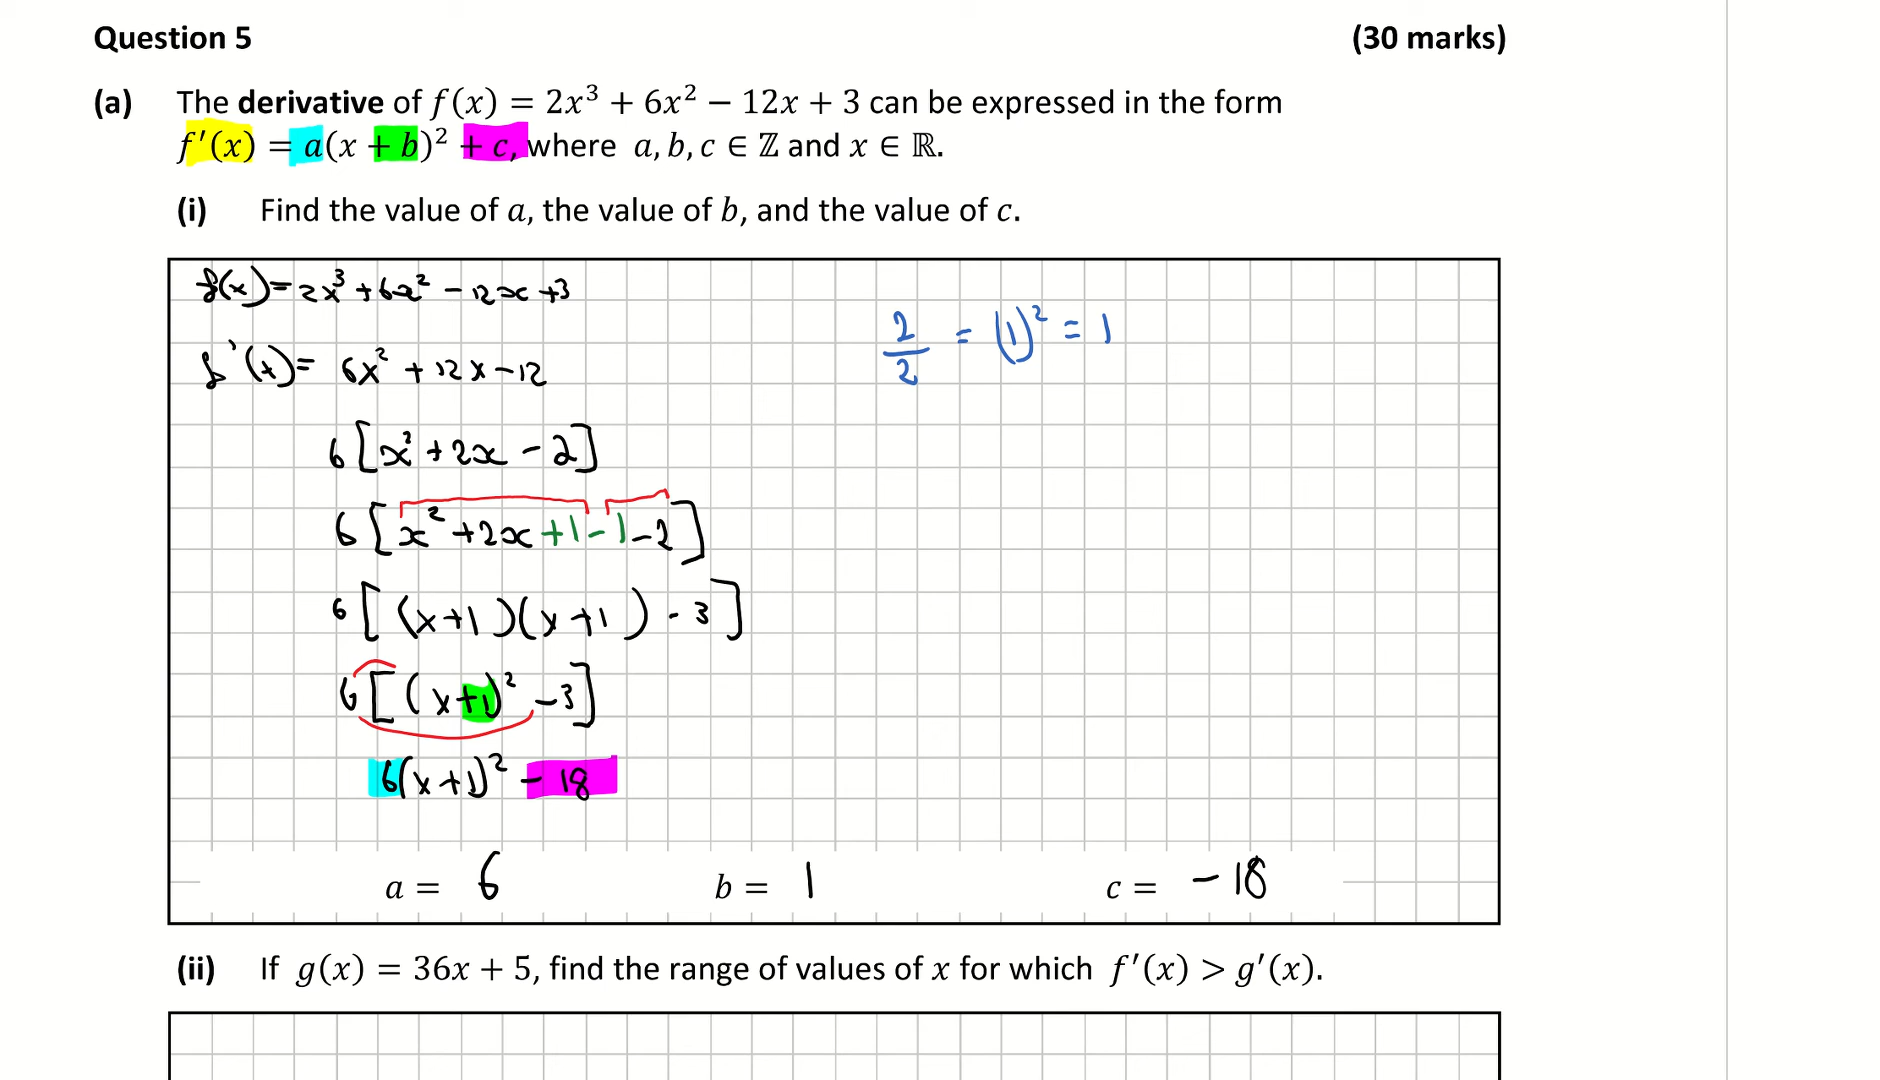 Question 5 (30 marks)
(a) The derivative of f(x) = 2x³ + 6x² − 12x + 3 can be expressed in the form
f′(x) = a(x + b)² + c, where a, b, c ∈ ℤ and x ∈ ℝ.
(i) Find the value of a, the value of b, and the value of c.
f(x) = 2x³ + 6x² − 12x + 3
2/2 = (1)² = 1
f'(x) = 6x² + 12x − 12
6[x² + 2x − 2]
6[x² + 2x + 1 − 1 − 2]
6[(x+1)(x+1) − 3]
6[(x+1)² − 3]
6(x+1)² − 18
a = 6 b = 1 c = − 18
(ii) If g(x) = 36x + 5, find the range of values of x for which f′(x) > g′(x).